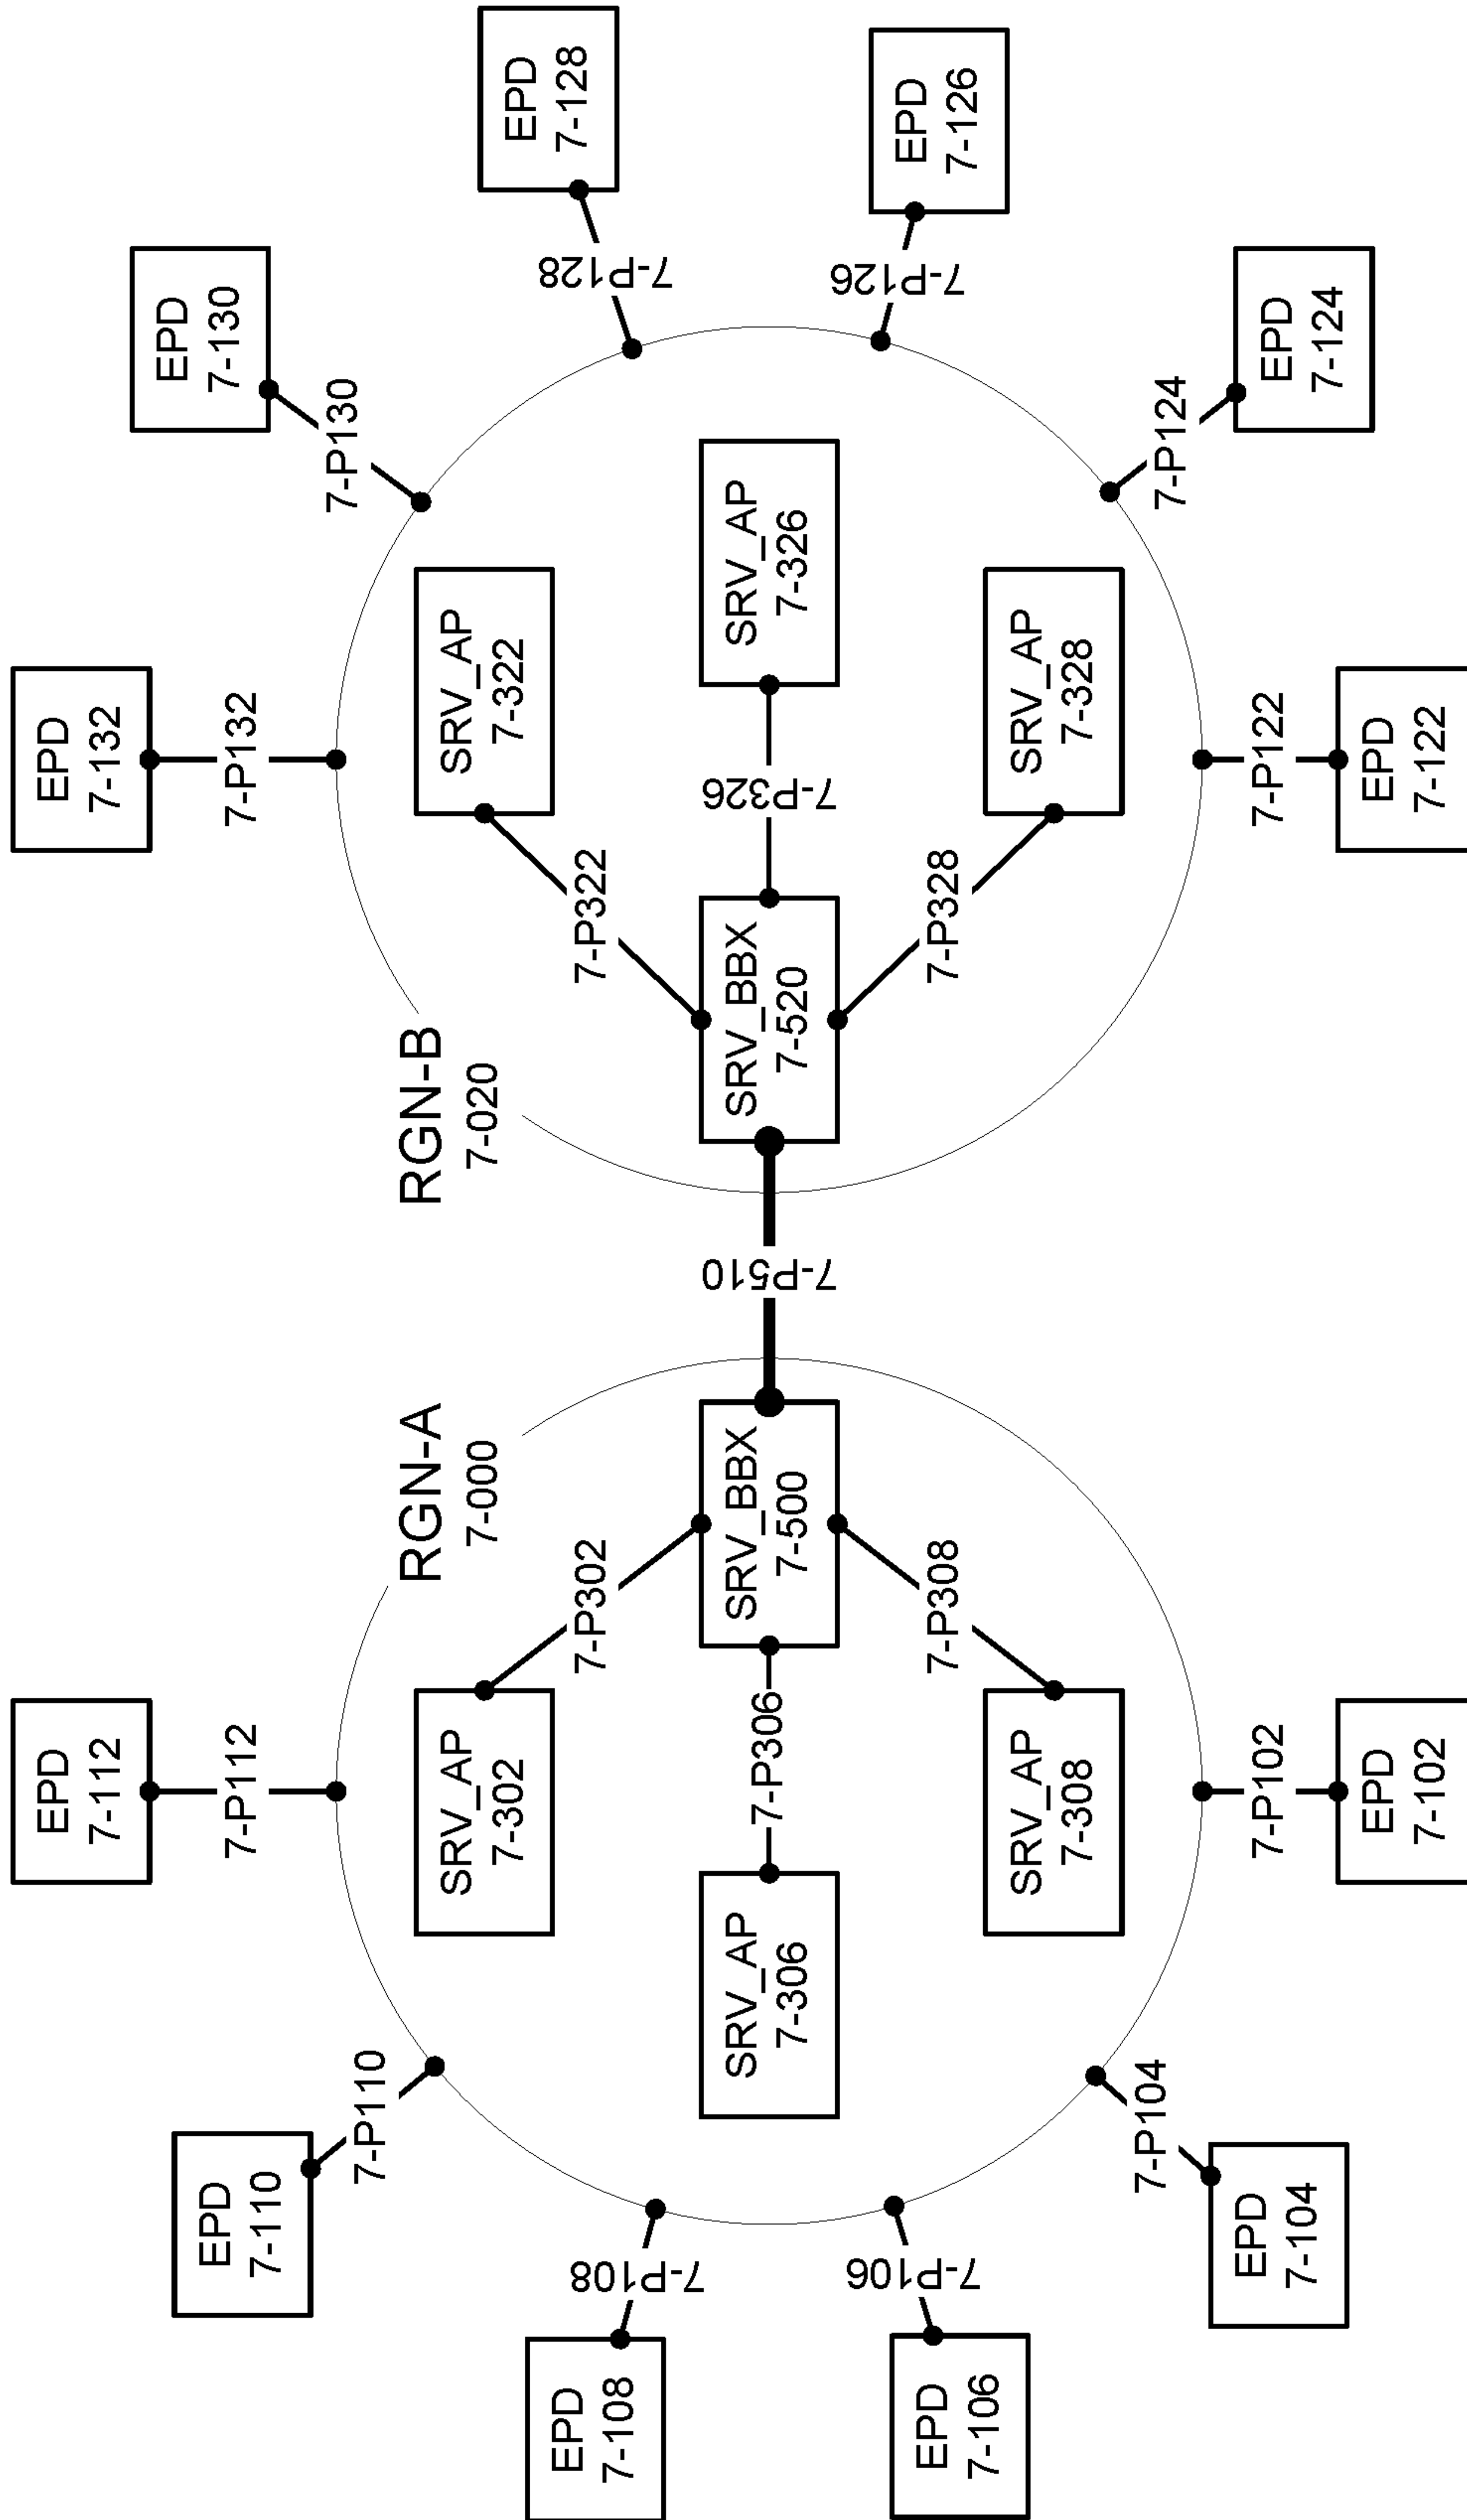 EPD
7-112
7-P112
EPD
7-132
7-P132
EPD
7-110
7-P110
EPD
7-130
7-P130
RGN-A
7-000
RGN-B
7-020
SRV_AP
7-302
7-P302
SRV_AP
7-322
7-P322
EPD
7-108
7-P108
EPD
7-128
7-P128
SRV_AP
7-306
7-P306
SRV_BBX
7-500
7-P510
SRV_BBX
7-520
7-P326
SRV_AP
7-326
EPD
7-106
7-P106
EPD
7-126
7-P126
SRV_AP
7-308
7-P308
SRV_AP
7-328
7-P328
EPD
7-104
7-P104
EPD
7-124
7-P124
7-P102
EPD
7-102
7-P122
EPD
7-122